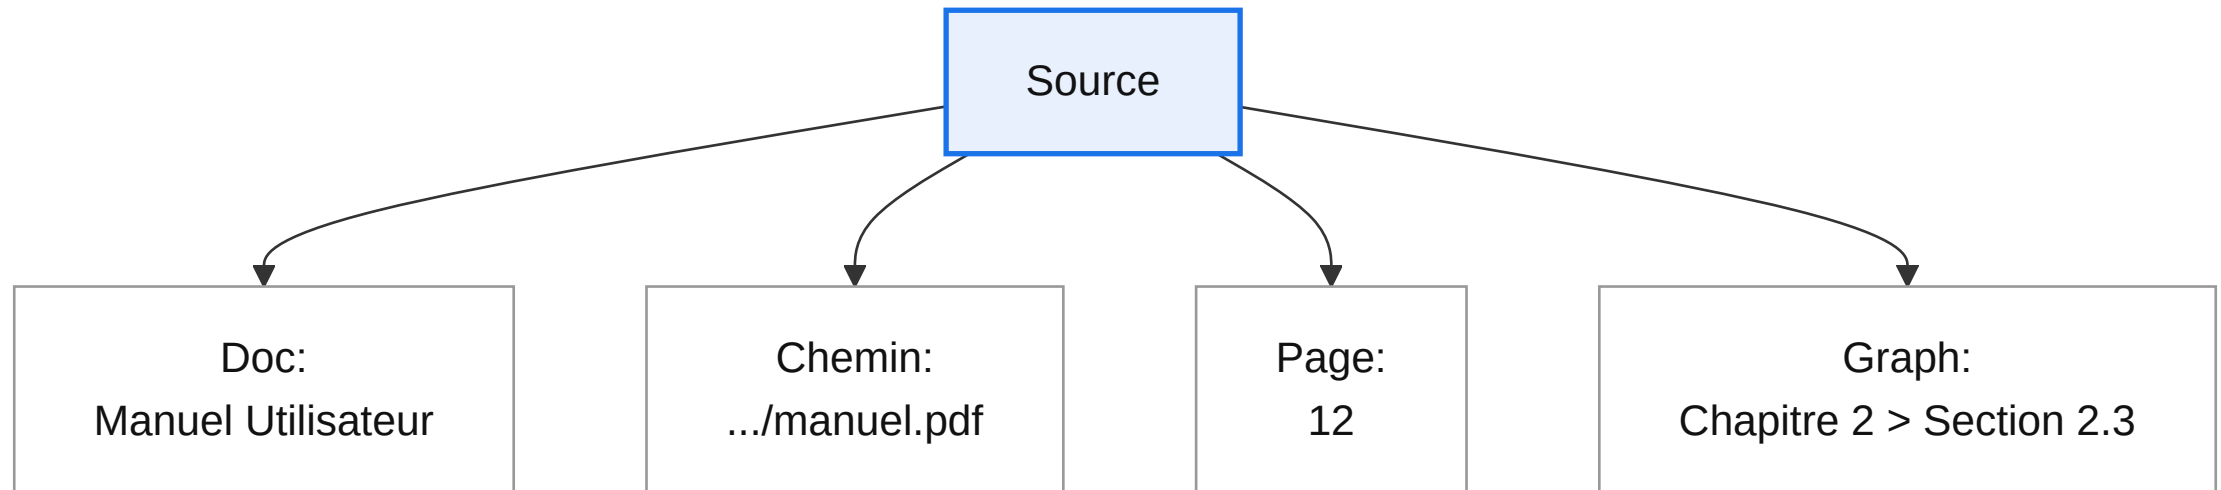 Source
Doc:
Manuel Utilisateur
Chemin:
.../manuel.pdf
Page:
12
Graph:
Chapitre 2 > Section 2.3